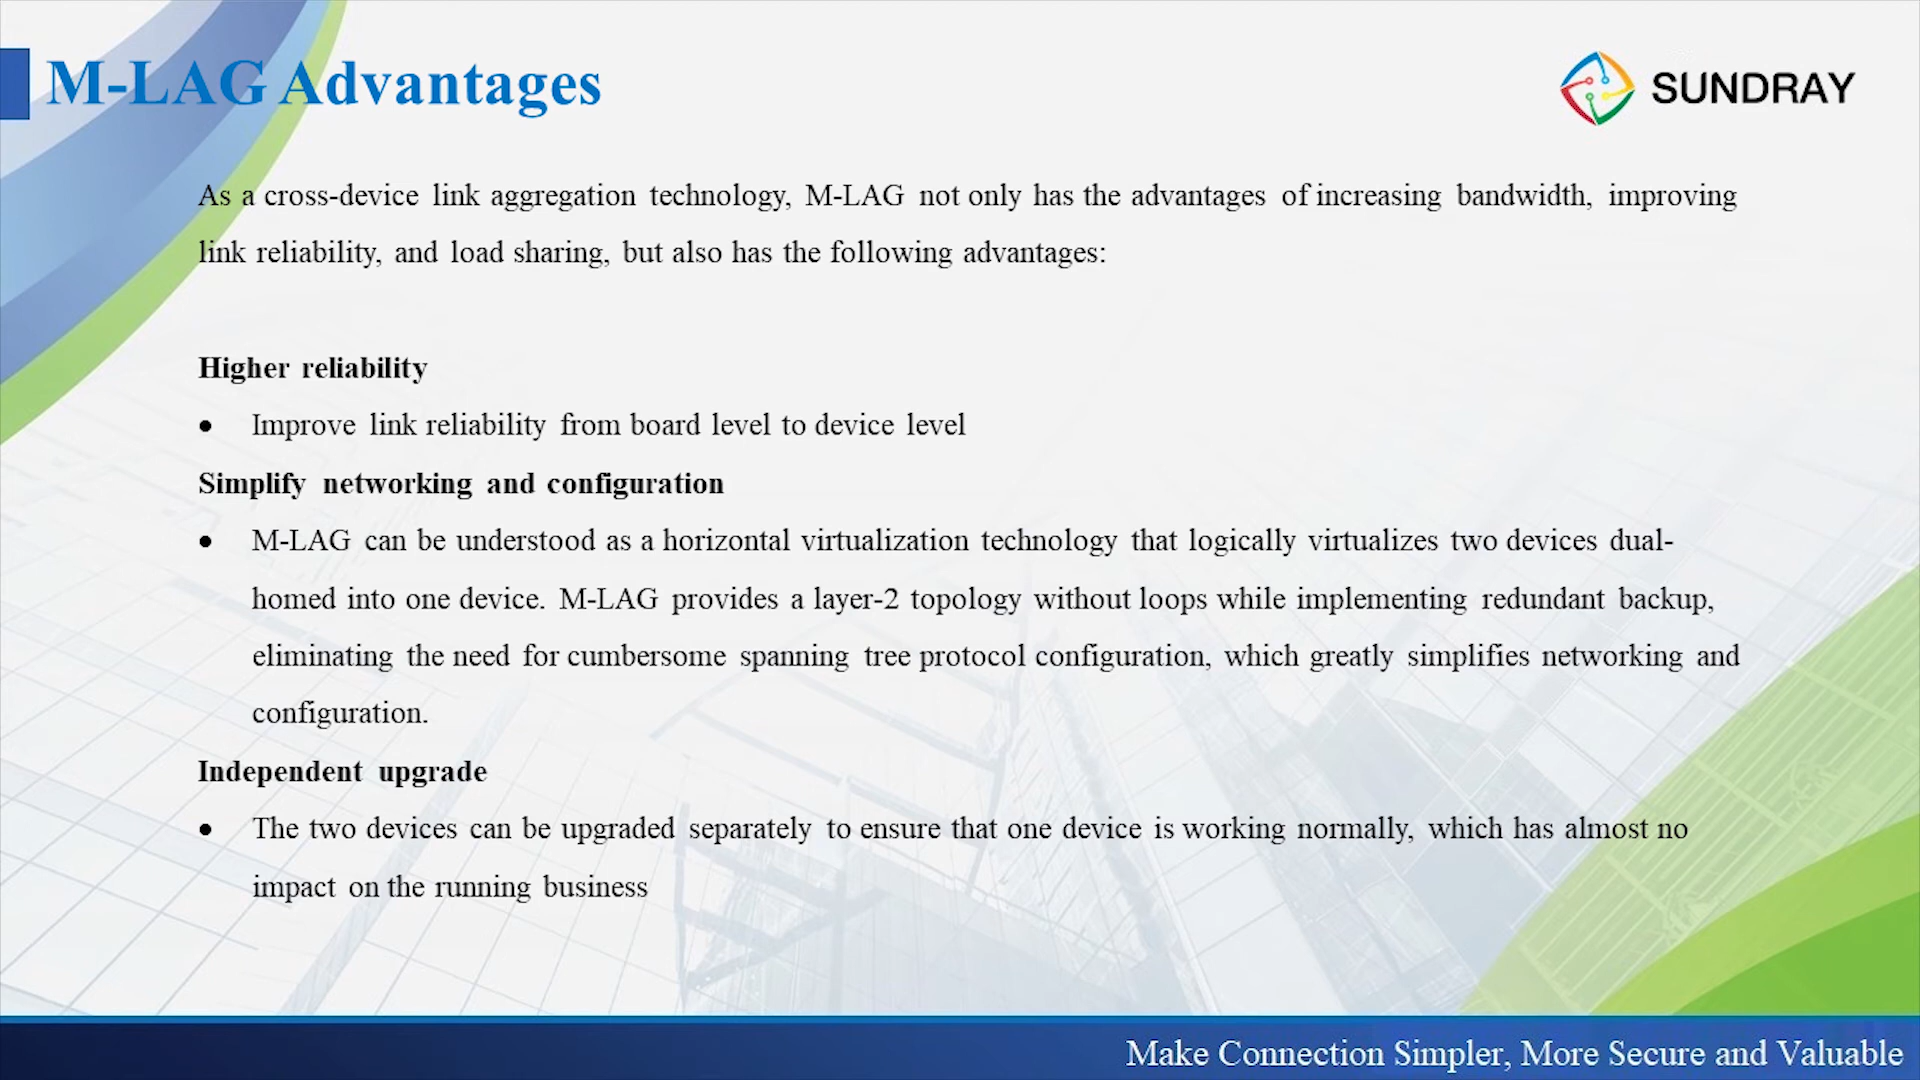 M-LAG Advantages
SUNDRAY
As a cross-device link aggregation technology, M-LAG not only has the advantages of increasing bandwidth, improving
link reliability, and load sharing, but also has the following advantages:
Higher reliability
• Improve link reliability from board level to device level
Simplify networking and configuration
• M-LAG can be understood as a horizontal virtualization technology that logically virtualizes two devices dual-
homed into one device. M-LAG provides a layer-2 topology without loops while implementing redundant backup,
eliminating the need for cumbersome spanning tree protocol configuration, which greatly simplifies networking and
configuration.
Independent upgrade
• The two devices can be upgraded separately to ensure that one device is working normally, which has almost no
impact on the running business
Make Connection Simpler, More Secure and Valuable